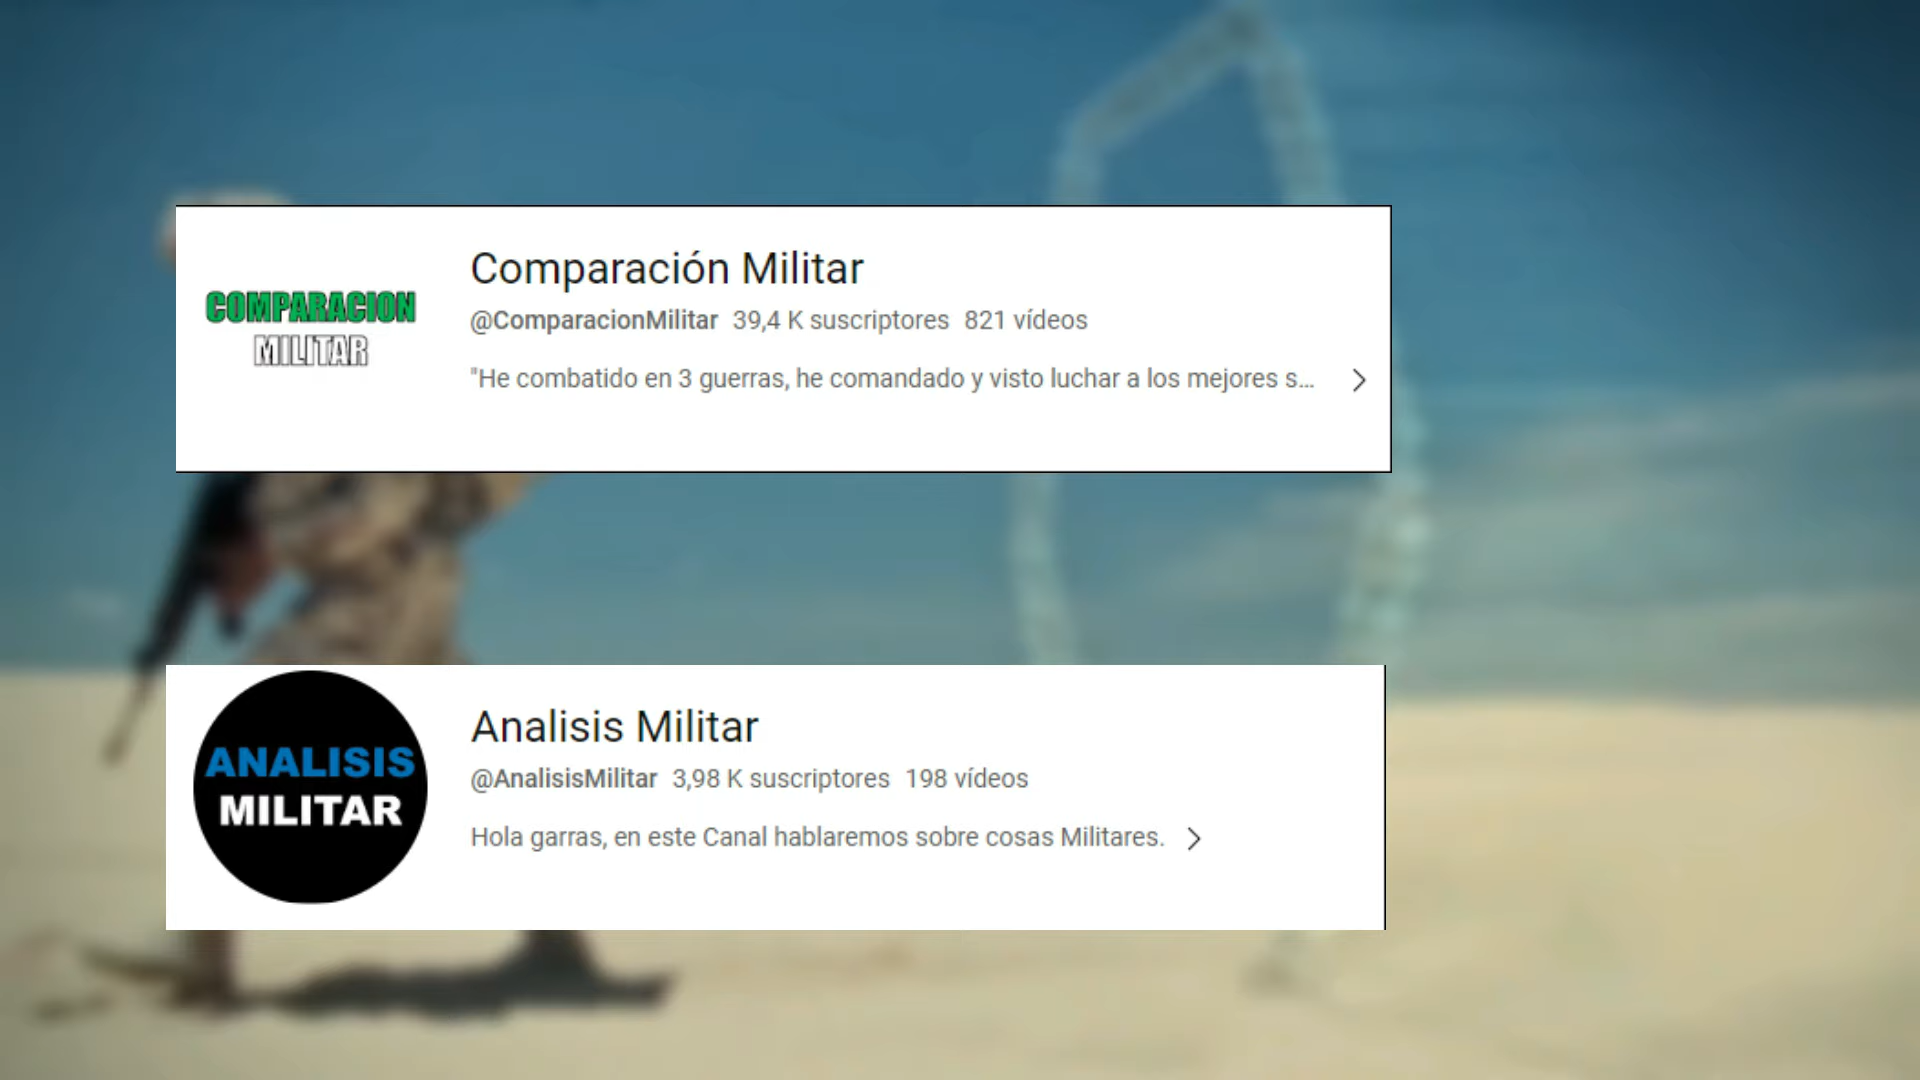 COMPARACION
MILITAR
Comparación Militar
@ComparacionMilitar 39,4 K suscriptores 821 vídeos
"He combatido en 3 guerras, he comandado y visto luchar a los mejores s...
ANALISIS
MILITAR
Analisis Militar
@AnalisisMilitar 3,98 K suscriptores 198 vídeos
Hola garras, en este Canal hablaremos sobre cosas Militares.